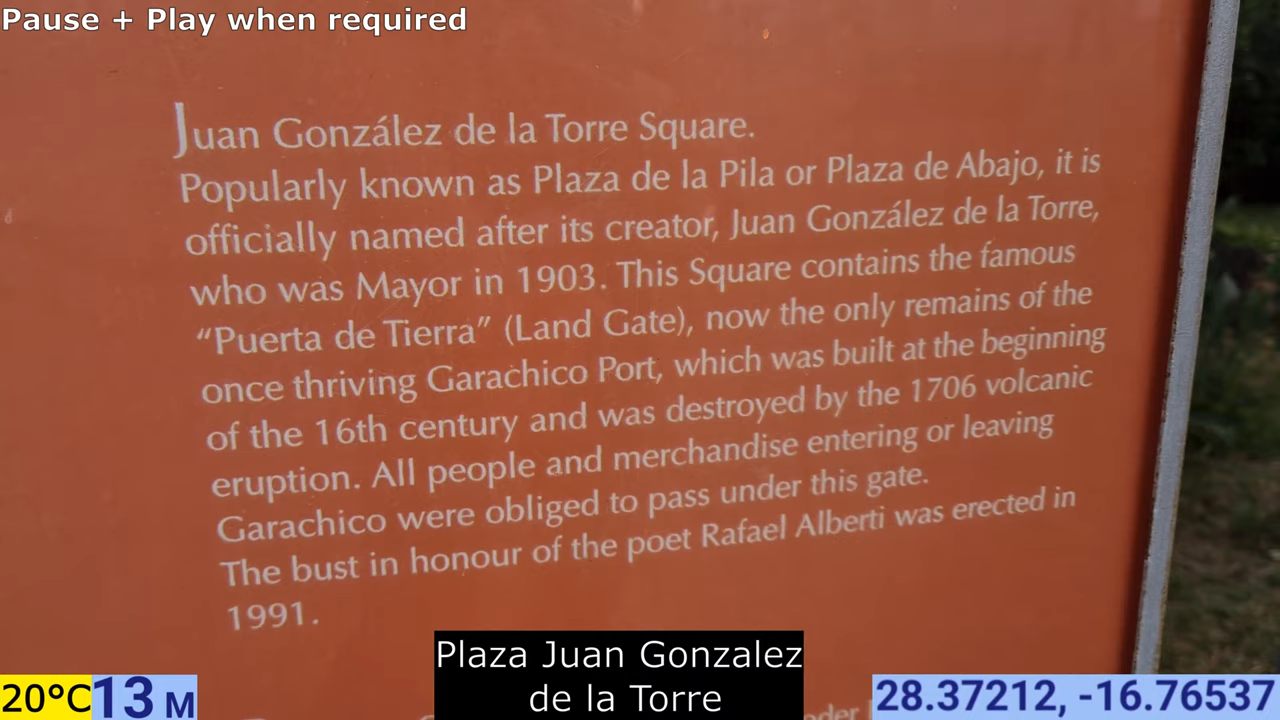 Pause + Play when required
Juan González de la Torre Square.
Popularly known as Plaza de la Pila or Plaza de Abajo, it is
officially named after its creator, Juan González de la Torre,
who was Mayor in 1903. This Square contains the famous
“Puerta de Tierra” (Land Gate), now the only remains of the
once thriving Garachico Port, which was built at the beginning
of the 16th century and was destroyed by the 1706 volcanic
eruption. All people and merchandise entering or leaving
Garachico were obliged to pass under this gate.
The bust in honour of the poet Rafael Alberti was erected in
1991.
Plaza Juan Gonzalez
de la Torre
20°C 13 M
28.37212, -16.76537